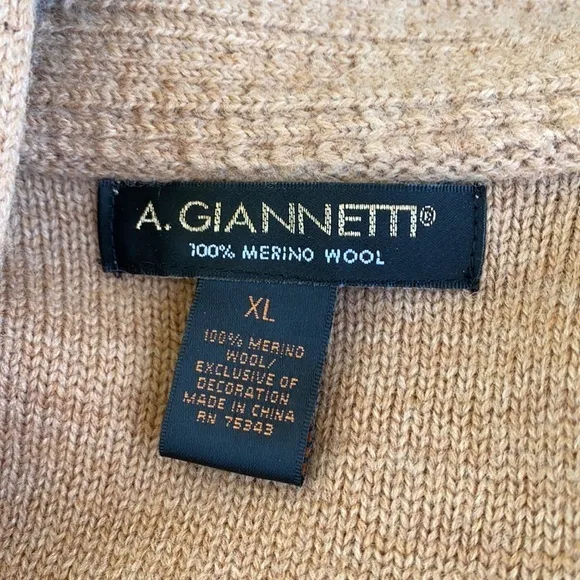 A. GIANNETTI®
100% MERINO WOOL
XL
100% MERINO
WOOL/
EXCLUSIVE OF
DECORATION
MADE IN CHINA
RN 75343